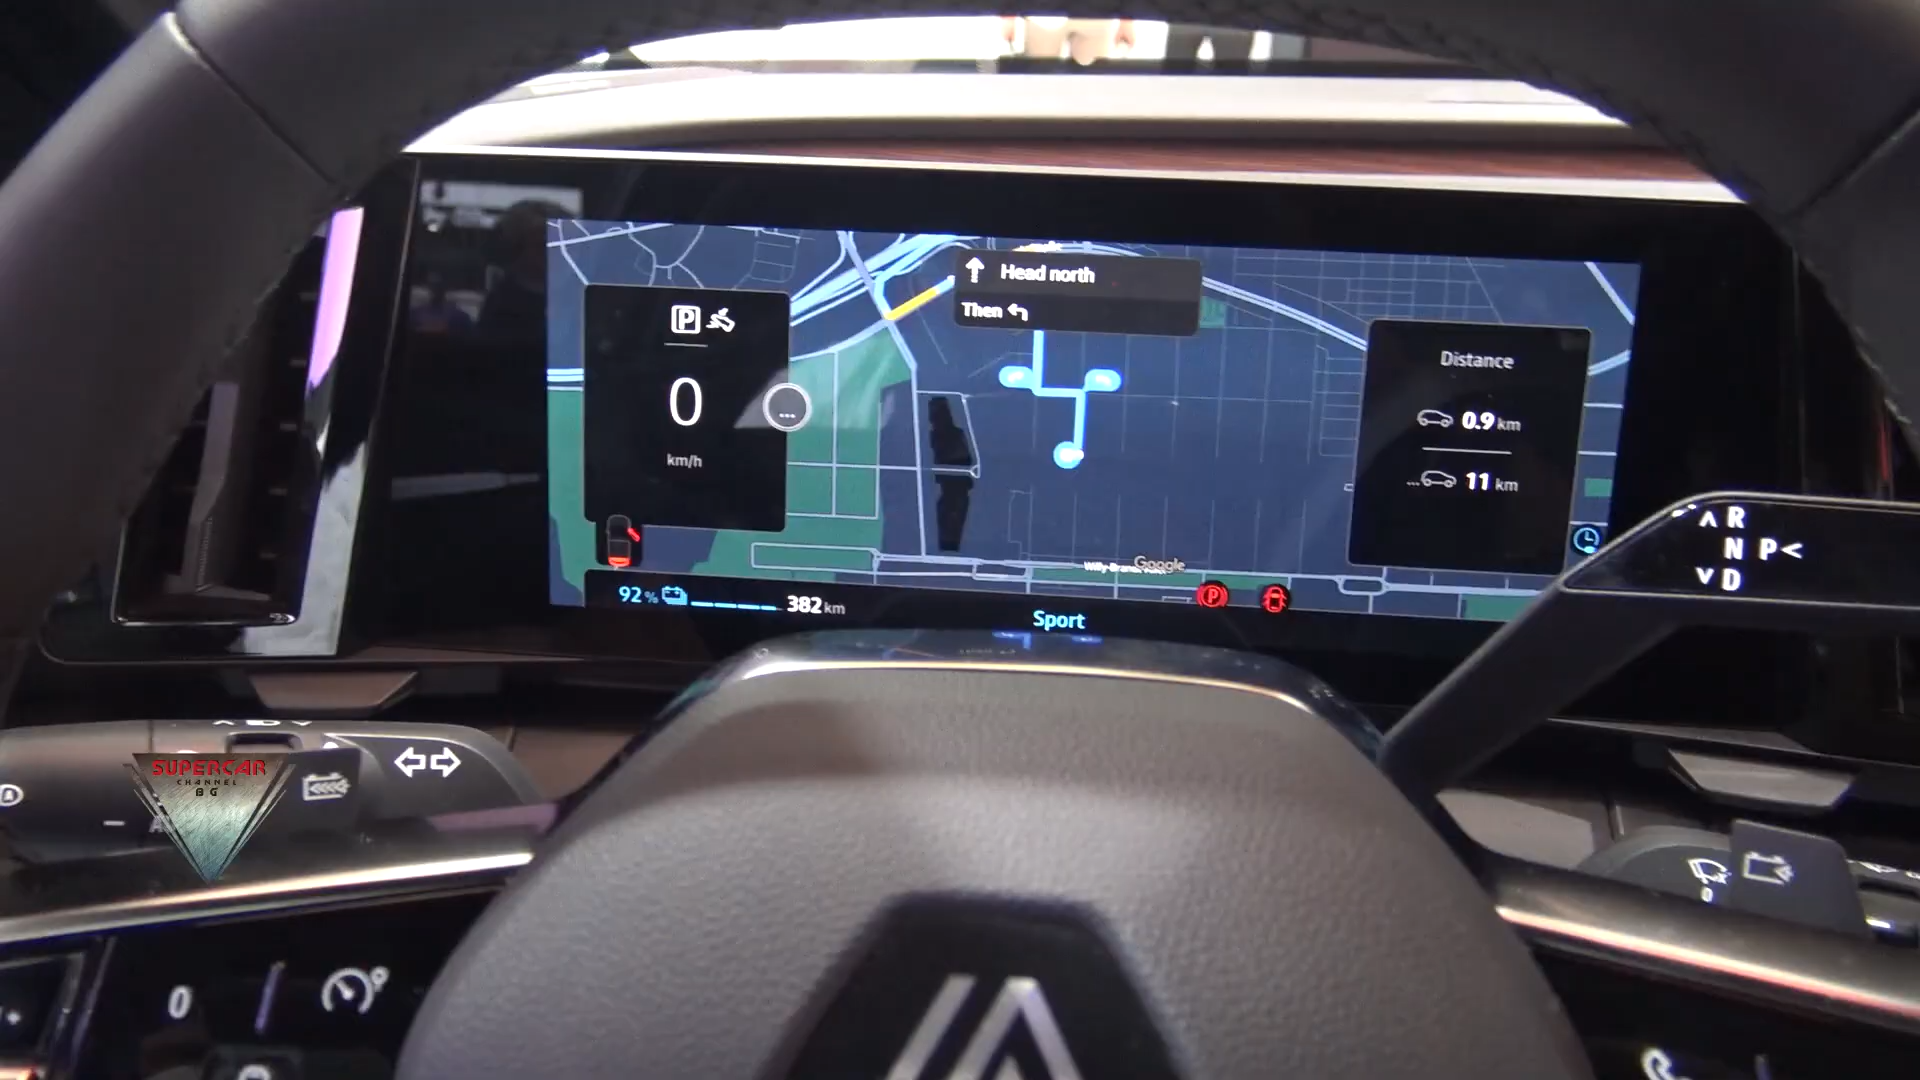 Head north
Then
P
0
km/h
Distance
0.9 km
...
11 km
Google
92 %
382 km
P
Sport
R
N P<
D
SUPERCAR
CHANNEL
BG
0
0